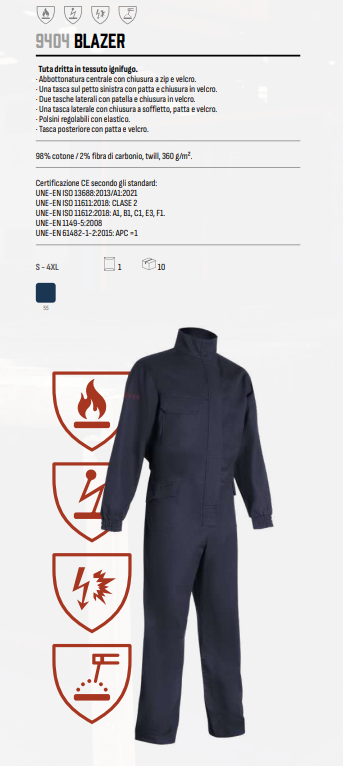 9404 BLAZER
Tuta dritta in tessuto ignifugo.
· Abbottonatura centrale con chiusura a zip e velcro.
· Una tasca sul petto sinistra con patta e chiusura in velcro.
· Due tasche laterali con patella e chiusura in velcro.
· Una tasca laterale con chiusura a soffietto, patta e velcro.
· Polsini regolabili con elastico.
· Tasca posteriore con patta e velcro.
98% cotone / 2% fibra di carbonio, twill, 360 g/m².
Certificazione CE secondo gli standard:
UNE-EN ISO 13688:2013/A1:2021
UNE-EN ISO 11611:2018: CLASE 2
UNE-EN ISO 11612:2018: A1, B1, C1, E3, F1.
UNE-EN 1149-5:2008
UNE-EN 61482-1-2:2015: APC =1
S - 4XL 1 10
55